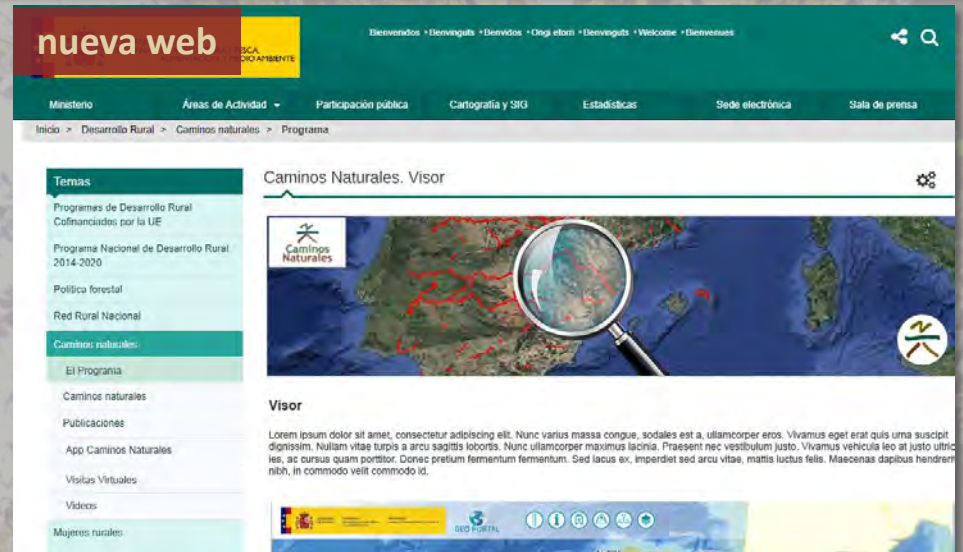 nueva web
PESCA,
ALIMENTACIÓN Y MEDIO AMBIENTE
Bienvenidos • Benvinguts • Benvidos • Ongi etorri • Benvinguts • Welcome • Bienvenues
Ministerio Áreas de Actividad Participación pública Cartografía y SIG Estadísticas Sede electrónica Sala de prensa
Inicio > Desarrollo Rural > Caminos naturales > Programa
Temas
Programas de Desarrollo Rural
Cofinanciados por la UE
Programa Nacional de Desarrollo Rural
2014-2020
Política forestal
Red Rural Nacional
Caminos naturales
El Programa
Caminos naturales
Publicaciones
App Caminos Naturales
Visitas Virtuales
Videos
Mujeres rurales
Caminos Naturales. Visor
Caminos
Naturales
Visor
Lorem ipsum dolor sit amet, consectetur adipiscing elit. Nunc varius massa congue, sodales est a, ullamcorper eros. Vivamus eget erat quis urna suscipit
dignissim. Nullam vitae turpis a arcu sagittis lobortis. Nunc ullamcorper maximus lacinia. Praesent nec vestibulum justo. Vivamus vehicula leo at justo ultric
ies, ac cursus quam porttitor. Donec pretium fermentum fermentum. Sed lacus ex, imperdiet sed arcu vitae, mattis luctus felis. Maecenas dapibus hendrerit
nibh, in commodo velit commodo id.
GEO PORTAL